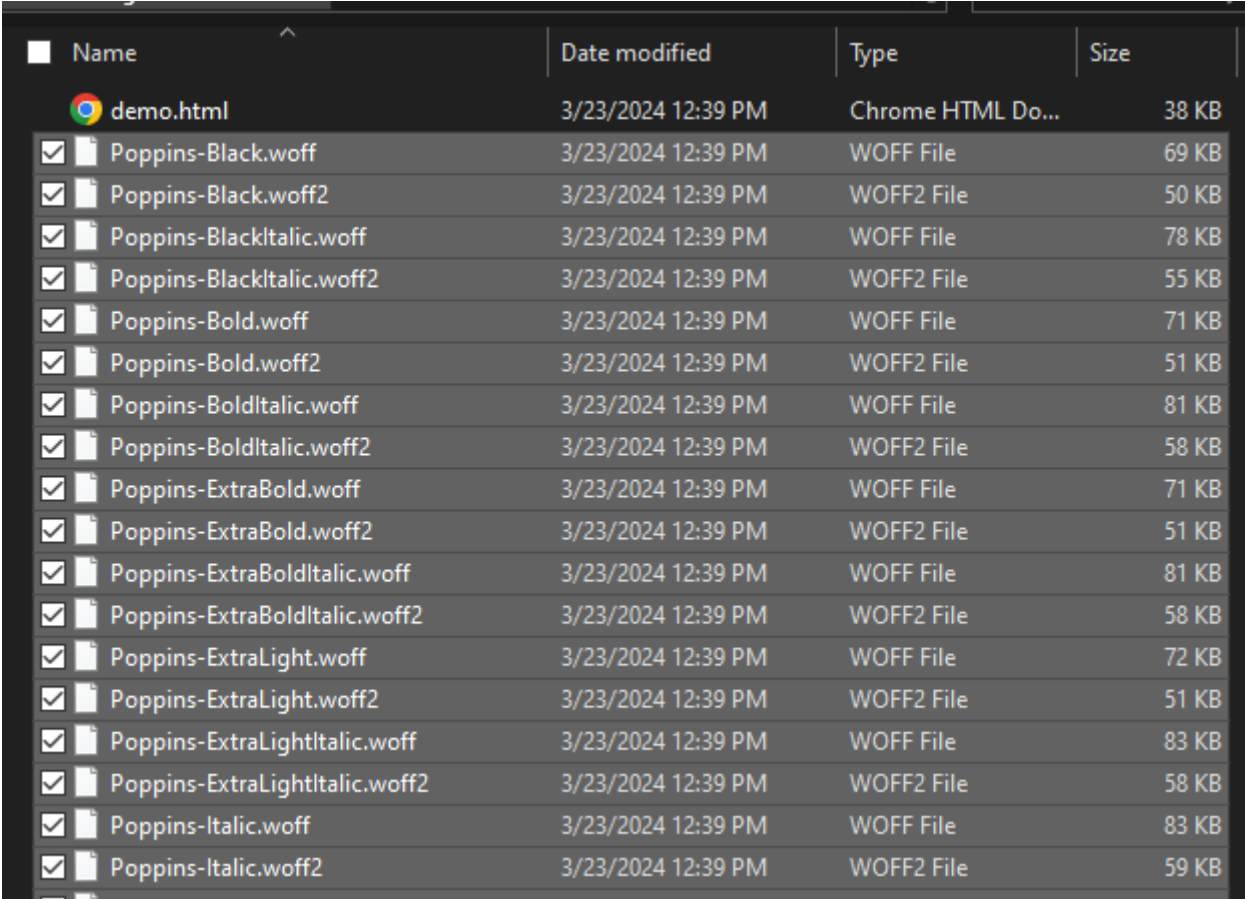 Name Date modified Type Size
demo.html 3/23/2024 12:39 PM Chrome HTML Do... 38 KB
Poppins-Black.woff 3/23/2024 12:39 PM WOFF File 69 KB
Poppins-Black.woff2 3/23/2024 12:39 PM WOFF2 File 50 KB
Poppins-BlackItalic.woff 3/23/2024 12:39 PM WOFF File 78 KB
Poppins-BlackItalic.woff2 3/23/2024 12:39 PM WOFF2 File 55 KB
Poppins-Bold.woff 3/23/2024 12:39 PM WOFF File 71 KB
Poppins-Bold.woff2 3/23/2024 12:39 PM WOFF2 File 51 KB
Poppins-BoldItalic.woff 3/23/2024 12:39 PM WOFF File 81 KB
Poppins-BoldItalic.woff2 3/23/2024 12:39 PM WOFF2 File 58 KB
Poppins-ExtraBold.woff 3/23/2024 12:39 PM WOFF File 71 KB
Poppins-ExtraBold.woff2 3/23/2024 12:39 PM WOFF2 File 51 KB
Poppins-ExtraBoldItalic.woff 3/23/2024 12:39 PM WOFF File 81 KB
Poppins-ExtraBoldItalic.woff2 3/23/2024 12:39 PM WOFF2 File 58 KB
Poppins-ExtraLight.woff 3/23/2024 12:39 PM WOFF File 72 KB
Poppins-ExtraLight.woff2 3/23/2024 12:39 PM WOFF2 File 51 KB
Poppins-ExtraLightItalic.woff 3/23/2024 12:39 PM WOFF File 83 KB
Poppins-ExtraLightItalic.woff2 3/23/2024 12:39 PM WOFF2 File 58 KB
Poppins-Italic.woff 3/23/2024 12:39 PM WOFF File 83 KB
Poppins-Italic.woff2 3/23/2024 12:39 PM WOFF2 File 59 KB